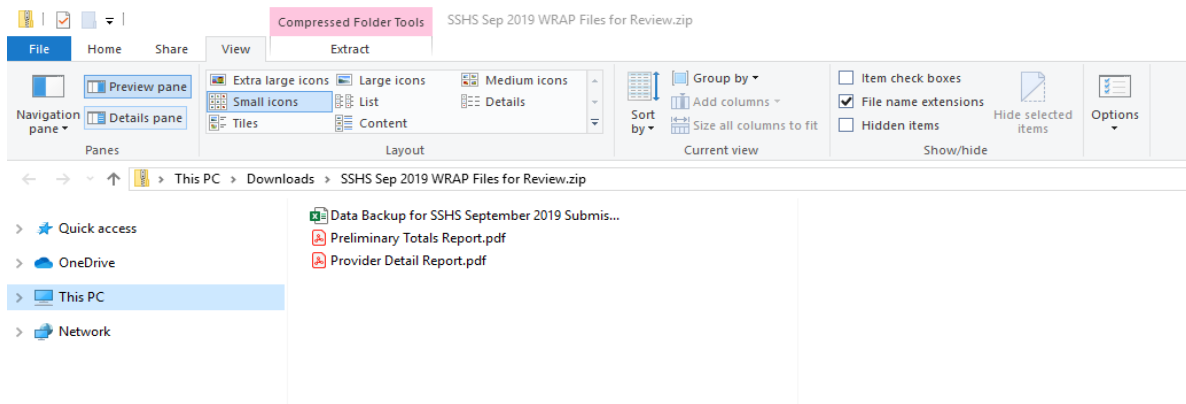 Compressed Folder Tools SSHS Sep 2019 WRAP Files for Review.zip
File Home Share View Extract
Navigation pane
Preview pane
Details pane
Panes
Extra large icons Large icons Medium icons
Small icons List Details
Tiles Content
Layout
Sort by
Group by
Add columns
Size all columns to fit
Current view
Item check boxes
File name extensions
Hidden items
Hide selected items
Show/hide
Options
This PC > Downloads > SSHS Sep 2019 WRAP Files for Review.zip
Quick access
OneDrive
This PC
Network
Data Backup for SSHS September 2019 Submis...
Preliminary Totals Report.pdf
Provider Detail Report.pdf